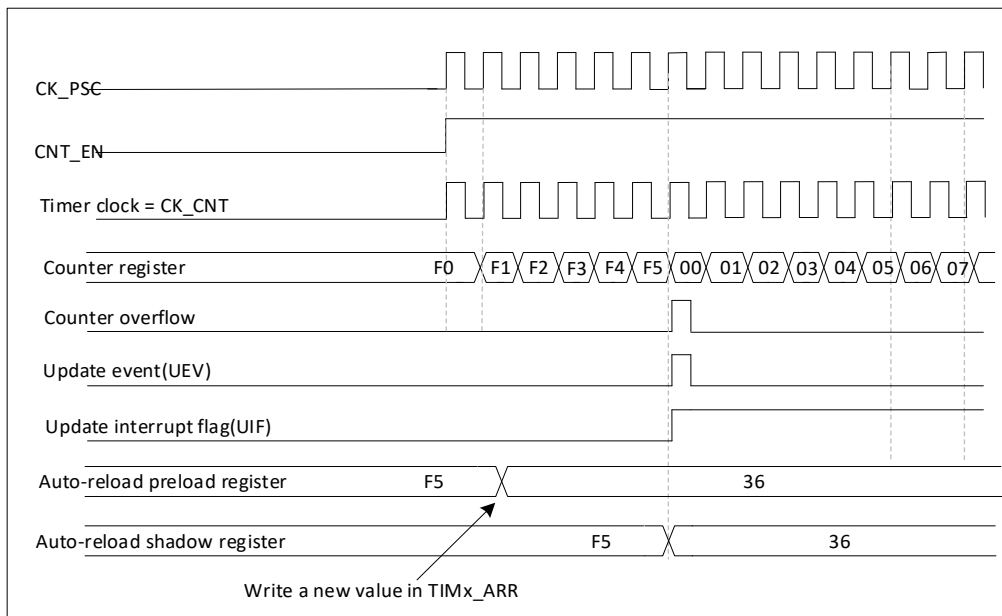 CK_PSC
CNT_EN
Timer clock = CK_CNT
Counter register F0 F1 F2 F3 F4 F5 00 01 02 03 04 05 06 07
Counter overflow
Update event(UEV)
Update interrupt flag(UIF)
Auto-reload preload register F5 36
Auto-reload shadow register F5 36
Write a new value in TIMx_ARR